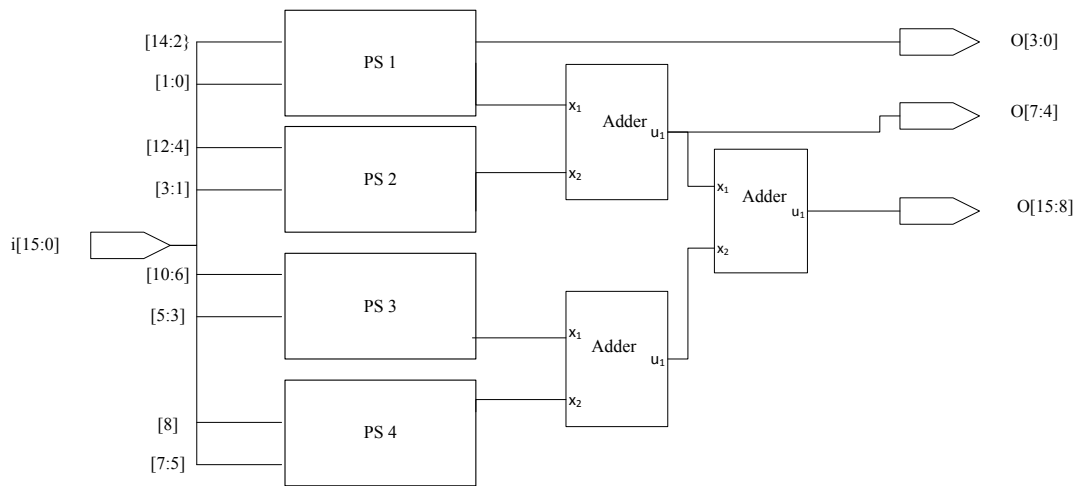 [14:2}
PS 1
O[3:0]
[1:0]
x₁
Adder
O[7:4]
u₁
[12:4]
PS 2
x₂
[3:1]
x₁
Adder
u₁
O[15:8]
i[15:0]
x₂
[10:6]
PS 3
[5:3]
x₁
Adder
u₁
x₂
[8]
PS 4
[7:5]